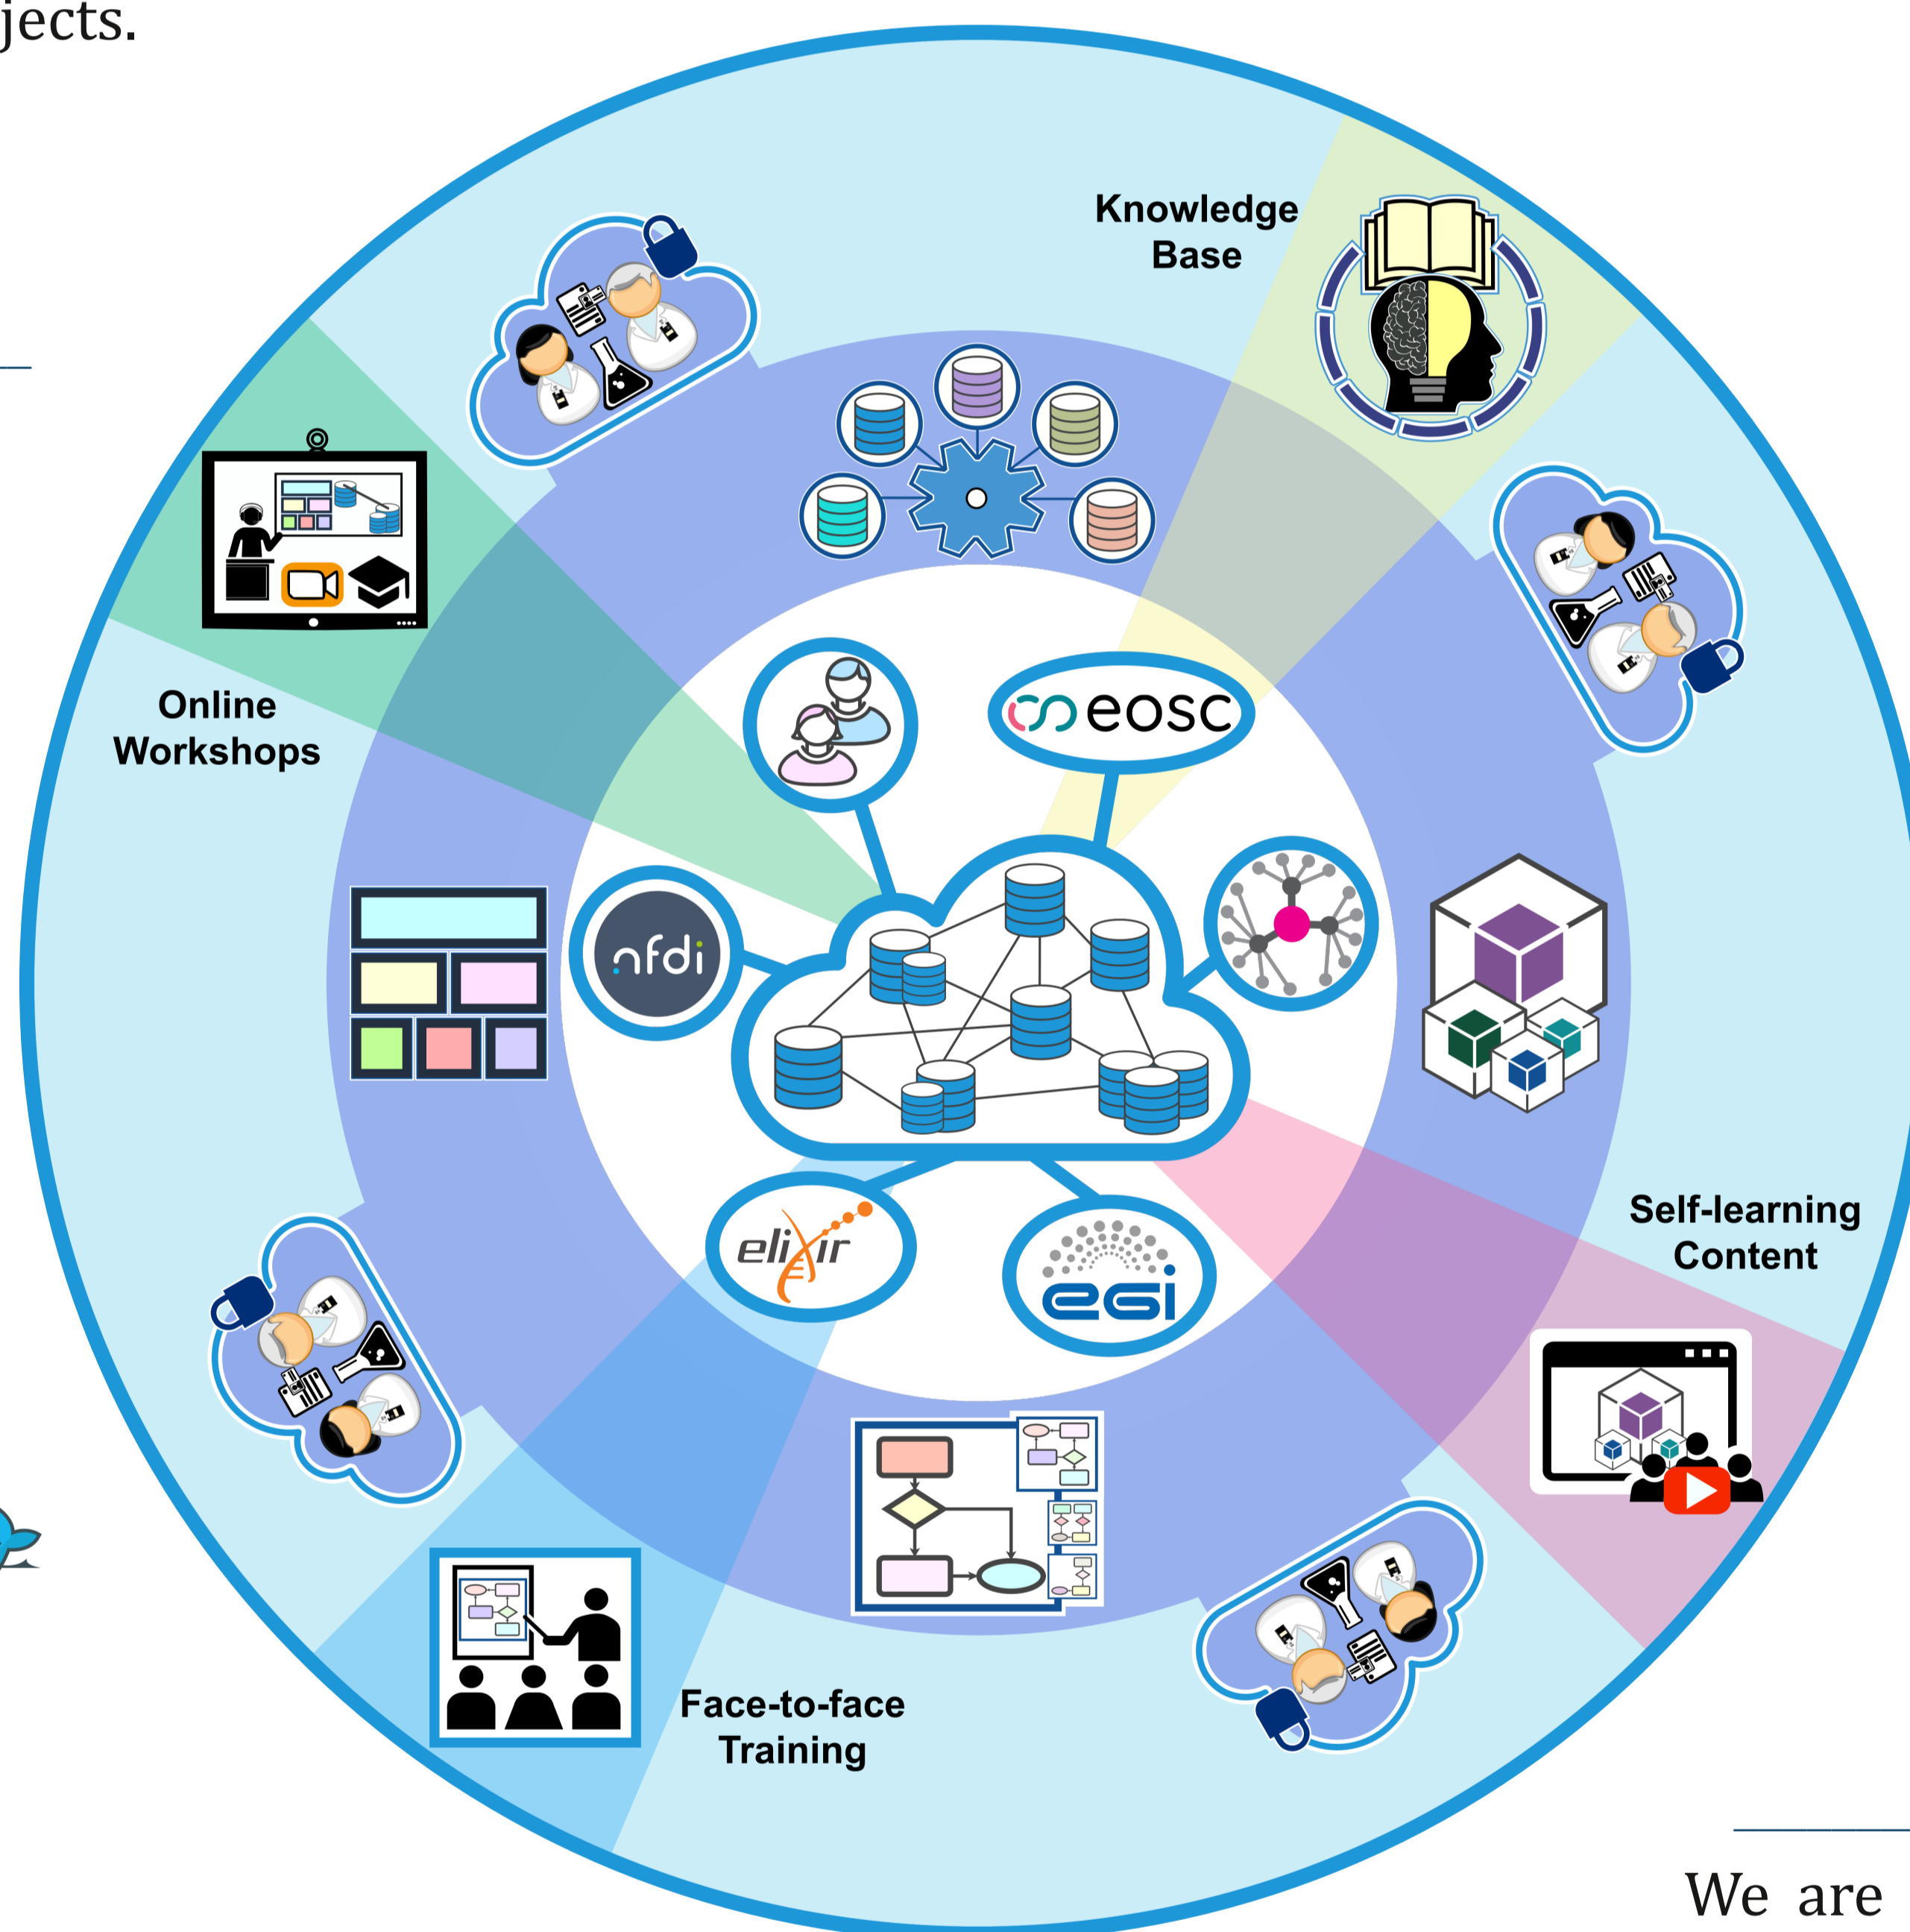 jects.
Knowledge
Base
Online
Workshops
eosc
nfdi
elixir
egi
Self-learning
Content
Face-to-face
Training
We are